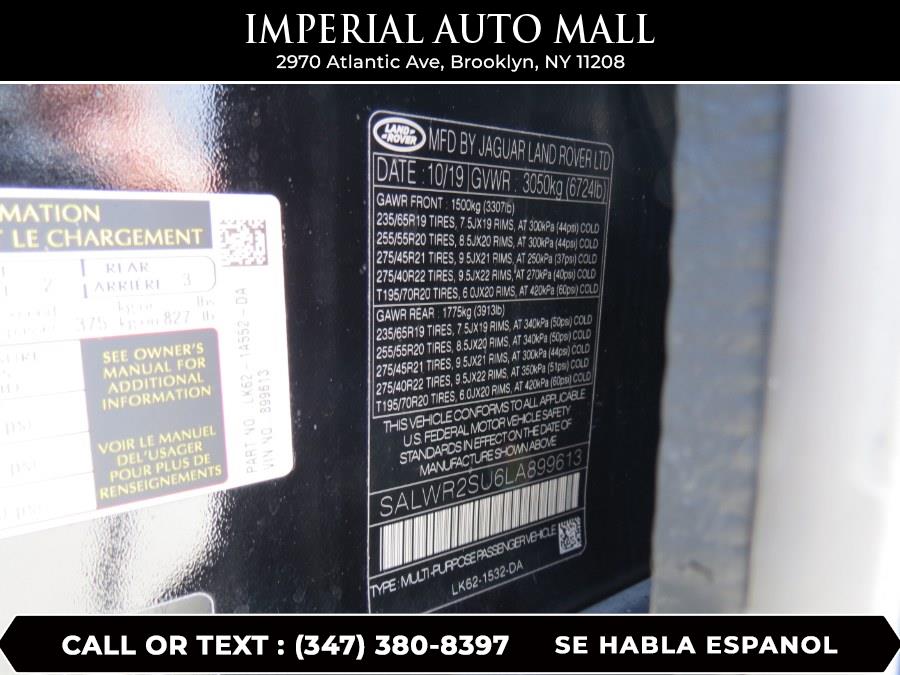 IMPERIAL AUTO MALL
2970 Atlantic Ave, Brooklyn, NY 11208
MATION
T LE CHARGEMENT
2
REAR
ARRIÈRE
3
375 kg ou 827 lb
SEE OWNER'S
MANUAL FOR
ADDITIONAL
INFORMATION
VOIR LE MANUEL
DEL'USAGER
POUR PLUS DE
RENSEIGNEMENTS
PART NO. LK62 - 1A552 - DA
VIN NO. 899613
LAND ROVER
MFD BY JAGUAR LAND ROVER LTD
DATE : 10/19 GVWR : 3050kg (6724lb)
GAWR FRONT : 1500kg (3307lb)
235/65R19 TIRES, 7.5JX19 RIMS, AT 300kPa (44psi) COLD
255/55R20 TIRES, 8.5JX20 RIMS, AT 300kPa (44psi) COLD
275/45R21 TIRES, 9.5JX21 RIMS, AT 250kPa (37psi) COLD
275/40R22 TIRES, 9.5JX22 RIMS, AT 270kPa (40psi) COLD
T195/70R20 TIRES, 6.0JX20 RIMS, AT 420kPa (60psi) COLD
GAWR REAR : 1775kg (3913lb)
235/65R19 TIRES, 7.5JX19 RIMS, AT 340kPa (50psi) COLD
255/55R20 TIRES, 8.5JX20 RIMS, AT 340kPa (50psi) COLD
275/45R21 TIRES, 9.5JX21 RIMS, AT 300kPa (44psi) COLD
275/40R22 TIRES, 9.5JX22 RIMS, AT 350kPa (51psi) COLD
T195/70R20 TIRES, 6.0JX20 RIMS, AT 420kPa (60psi) COLD
THIS VEHICLE CONFORMS TO ALL APPLICABLE
U.S. FEDERAL MOTOR VEHICLE SAFETY
STANDARDS IN EFFECT ON THE DATE OF
MANUFACTURE SHOWN ABOVE
SALWR2SU6LA899613
TYPE : MULTI-PURPOSE PASSENGER VEHICLE
LK62-1532-DA
CALL OR TEXT : (347) 380-8397 SE HABLA ESPANOL